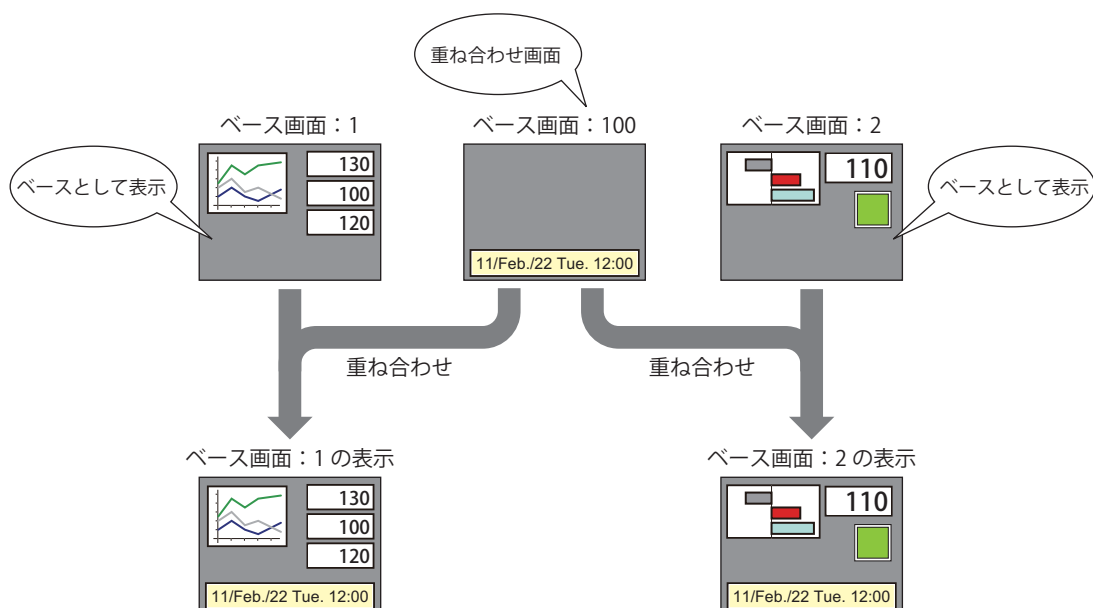 重ね合わせ画面
ベース画面：1
ベース画面：100
ベース画面：2
ベースとして表示
130
100
120
11/Feb./22 Tue. 12:00
110
ベースとして表示
重ね合わせ
重ね合わせ
ベース画面：1 の表示
ベース画面：2 の表示
130
100
120
11/Feb./22 Tue. 12:00
110
11/Feb./22 Tue. 12:00